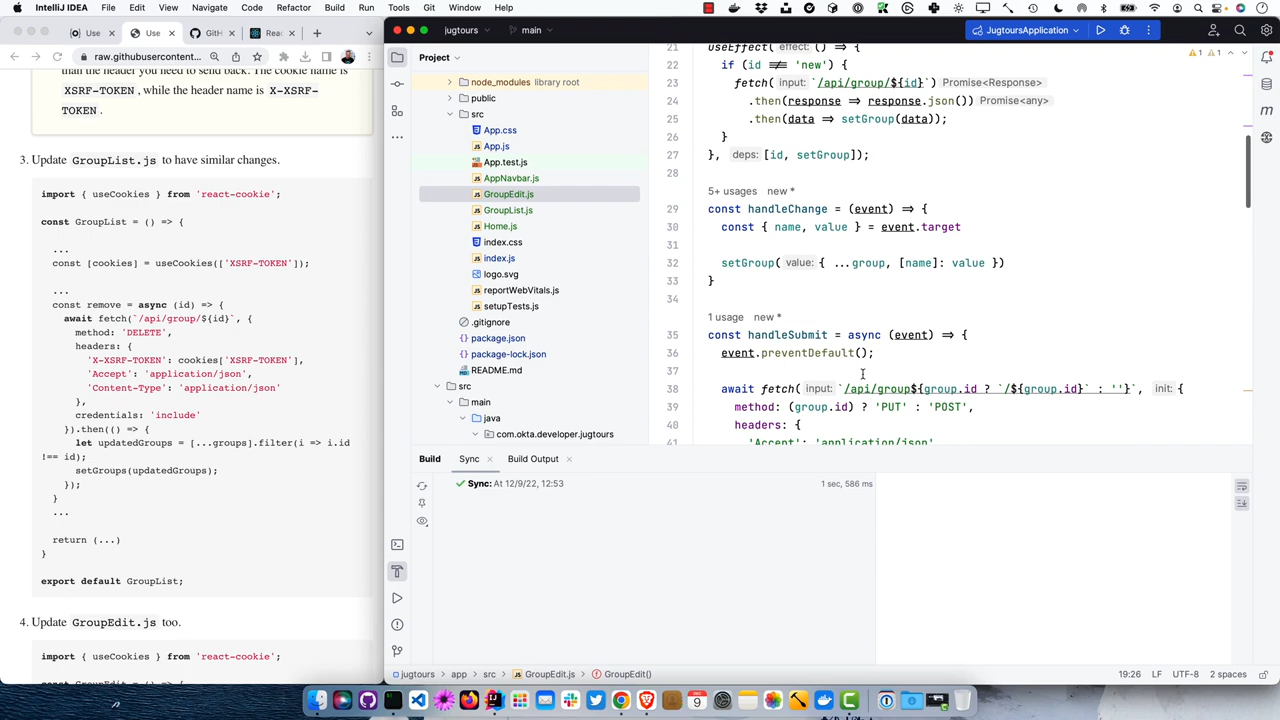 IntelliJ IDEA File Edit View Navigate Code Refactor Build Run Tools Git Window Help
Use Use GitH Rea
raw.githubusercontent...
than the header you need to send back. The cookie name is
XSRF-TOKEN, while the header name is X-XSRF-
TOKEN.
3. Update GroupList.js to have similar changes.
import { useCookies } from 'react-cookie';
const GroupList = () => {
...
const [cookies] = useCookies(['XSRF-TOKEN']);
...
const remove = async (id) => {
await fetch(`/api/group/${id}`, {
method: 'DELETE',
headers: {
'X-XSRF-TOKEN': cookies['XSRF-TOKEN'],
'Accept': 'application/json',
'Content-Type': 'application/json'
},
credentials: 'include'
}).then(() => {
let updatedGroups = [...groups].filter(i => i.id
!== id);
setGroups(updatedGroups);
});
}
...
return (...)
}
export default GroupList;
4. Update GroupEdit.js too.
import { useCookies } from 'react-cookie';
jugtours main JugtoursApplication
Project
node_modules library root
public
src
App.css
App.js
App.test.js
AppNavbar.js
GroupEdit.js
GroupList.js
Home.js
index.css
index.js
logo.svg
reportWebVitals.js
setupTests.js
.gitignore
package.json
package-lock.json
README.md
src
main
java
com.okta.developer.jugtours
1 1
21 useEffect( effect: () => {
22 if (id !== 'new') {
23 fetch( input: `/api/group/${id}`) Promise<Response>
24 .then(response => response.json()) Promise<any>
25 .then(data => setGroup(data));
26 }
27 }, deps: [id, setGroup]);
28
5+ usages new *
29 const handleChange = (event) => {
30 const { name, value } = event.target
31
32 setGroup( value: { ...group, [name]: value })
33 }
34
1 usage new *
35 const handleSubmit = async (event) => {
36 event.preventDefault();
37
38 await fetch( input: `/api/group${group.id ? `/${group.id}` : ''}`, init: {
39 method: (group.id) ? 'PUT' : 'POST',
40 headers: {
41 'Accept': 'application/json',
Build Sync Build Output
Sync: At 12/9/22, 12:53 1 sec, 586 ms
jugtours app src GroupEdit.js GroupEdit() 19:26 LF UTF-8 2 spaces